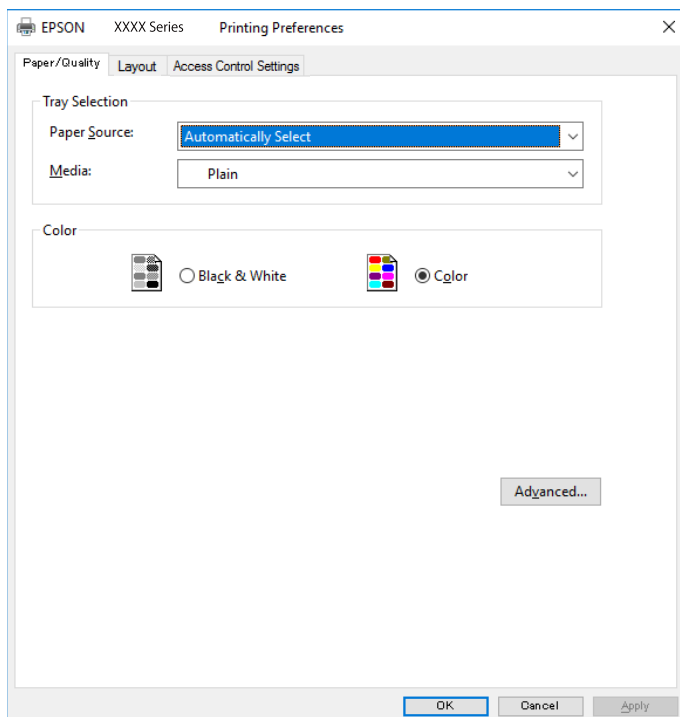 EPSON XXXX Series Printing Preferences
Paper/Quality Layout Access Control Settings
Tray Selection
Paper Source: Automatically Select
Media: Plain
Color
Black & White Color
Advanced...
OK Cancel Apply